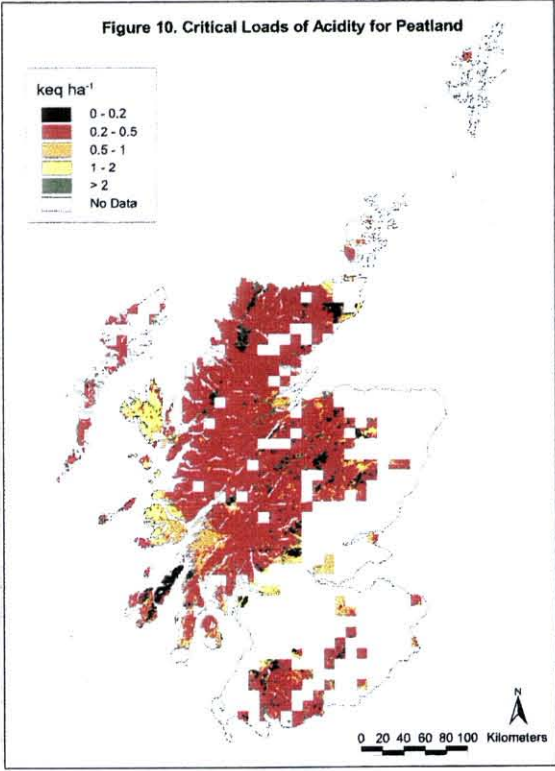 Figure 10. Critical Loads of Acidity for Peatland
keq ha⁻¹
0 - 0.2
0.2 - 0.5
0.5 - 1
1 - 2
> 2
No Data
N
0 20 40 60 80 100 Kilometers